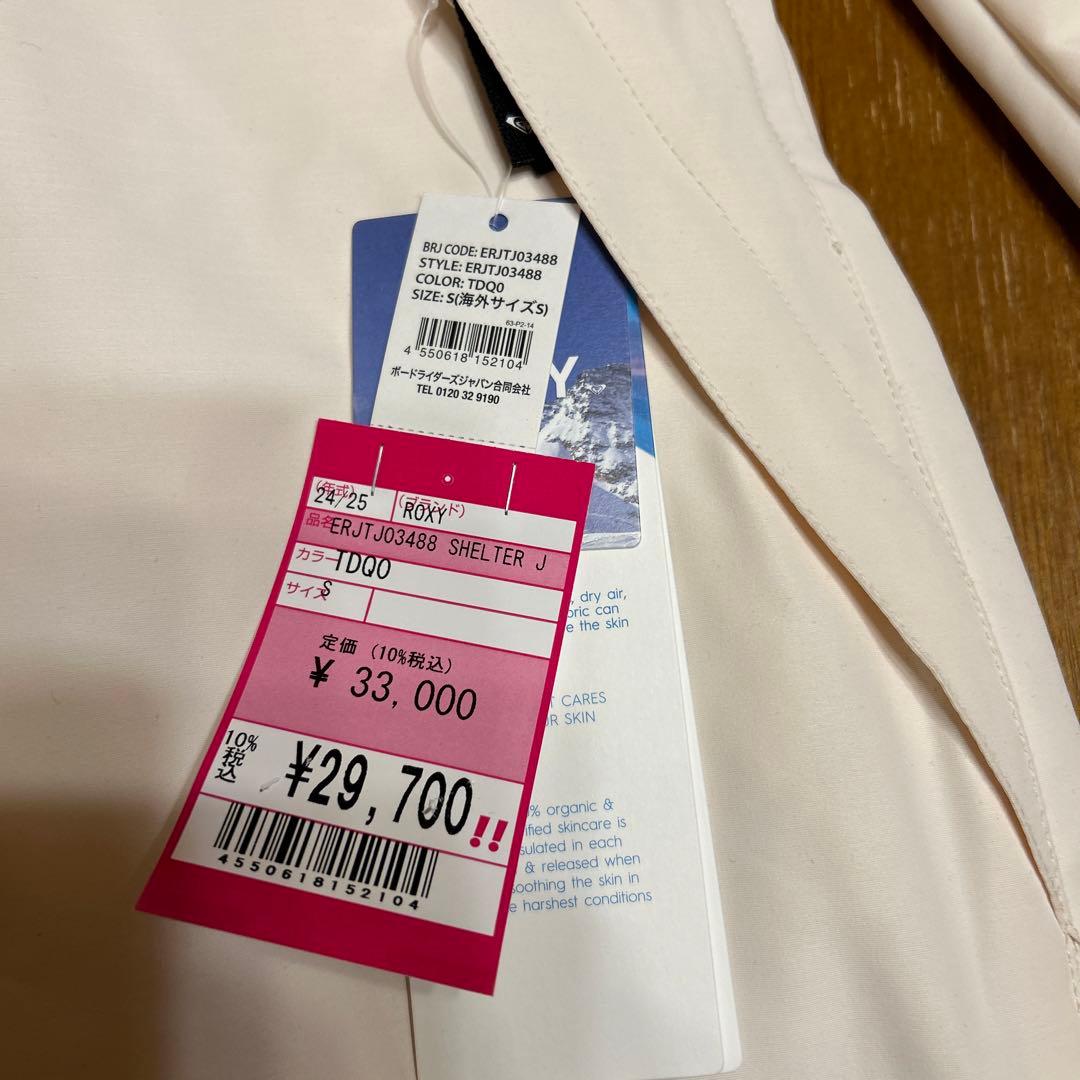 BRJ CODE: ERJTJ03488
STYLE: ERJTJ03488
COLOR: TDQ0
SIZE: S(海外サイズS)
63-P2-14
4 550618 152104
ボードライダーズジャパン合同会社
TEL 0120 32 9190
Y
(年式) (ブランド)
24/25 ROXY
品名 ERJTJ03488 SHELTER J
カラー TDQ0
サイズ S
定価 (10%税込)
¥ 33,000
10%税込 ¥29,700!!
4550618152104
, dry air,
can
e the skin
CARES
SKIN
% organic &
skincare is
in each
& released when
soothing the skin in
harshest conditions